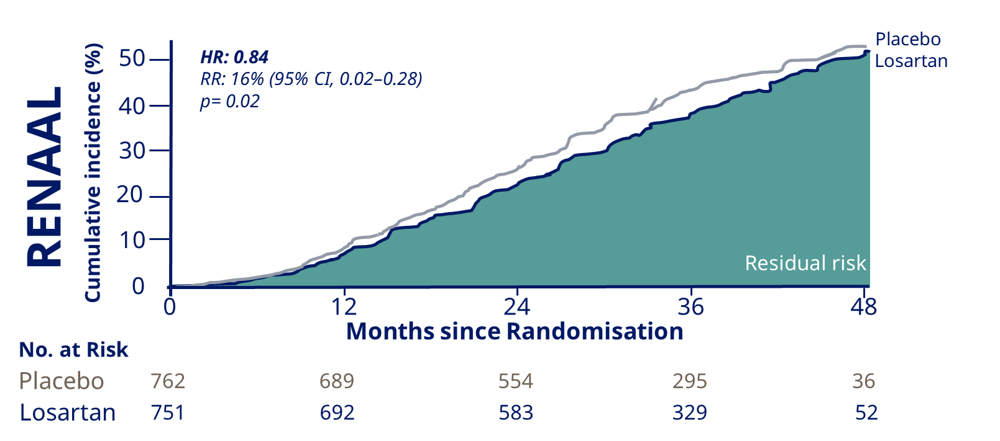 RENAAL
Cumulative incidence (%)
50
40
30
20
10
0
HR: 0.84
RR: 16% (95% CI, 0.02–0.28)
p= 0.02
Placebo
Losartan
Residual risk
0 12 24 36 48
Months since Randomisation
No. at Risk
Placebo 762 689 554 295 36
Losartan 751 692 583 329 52